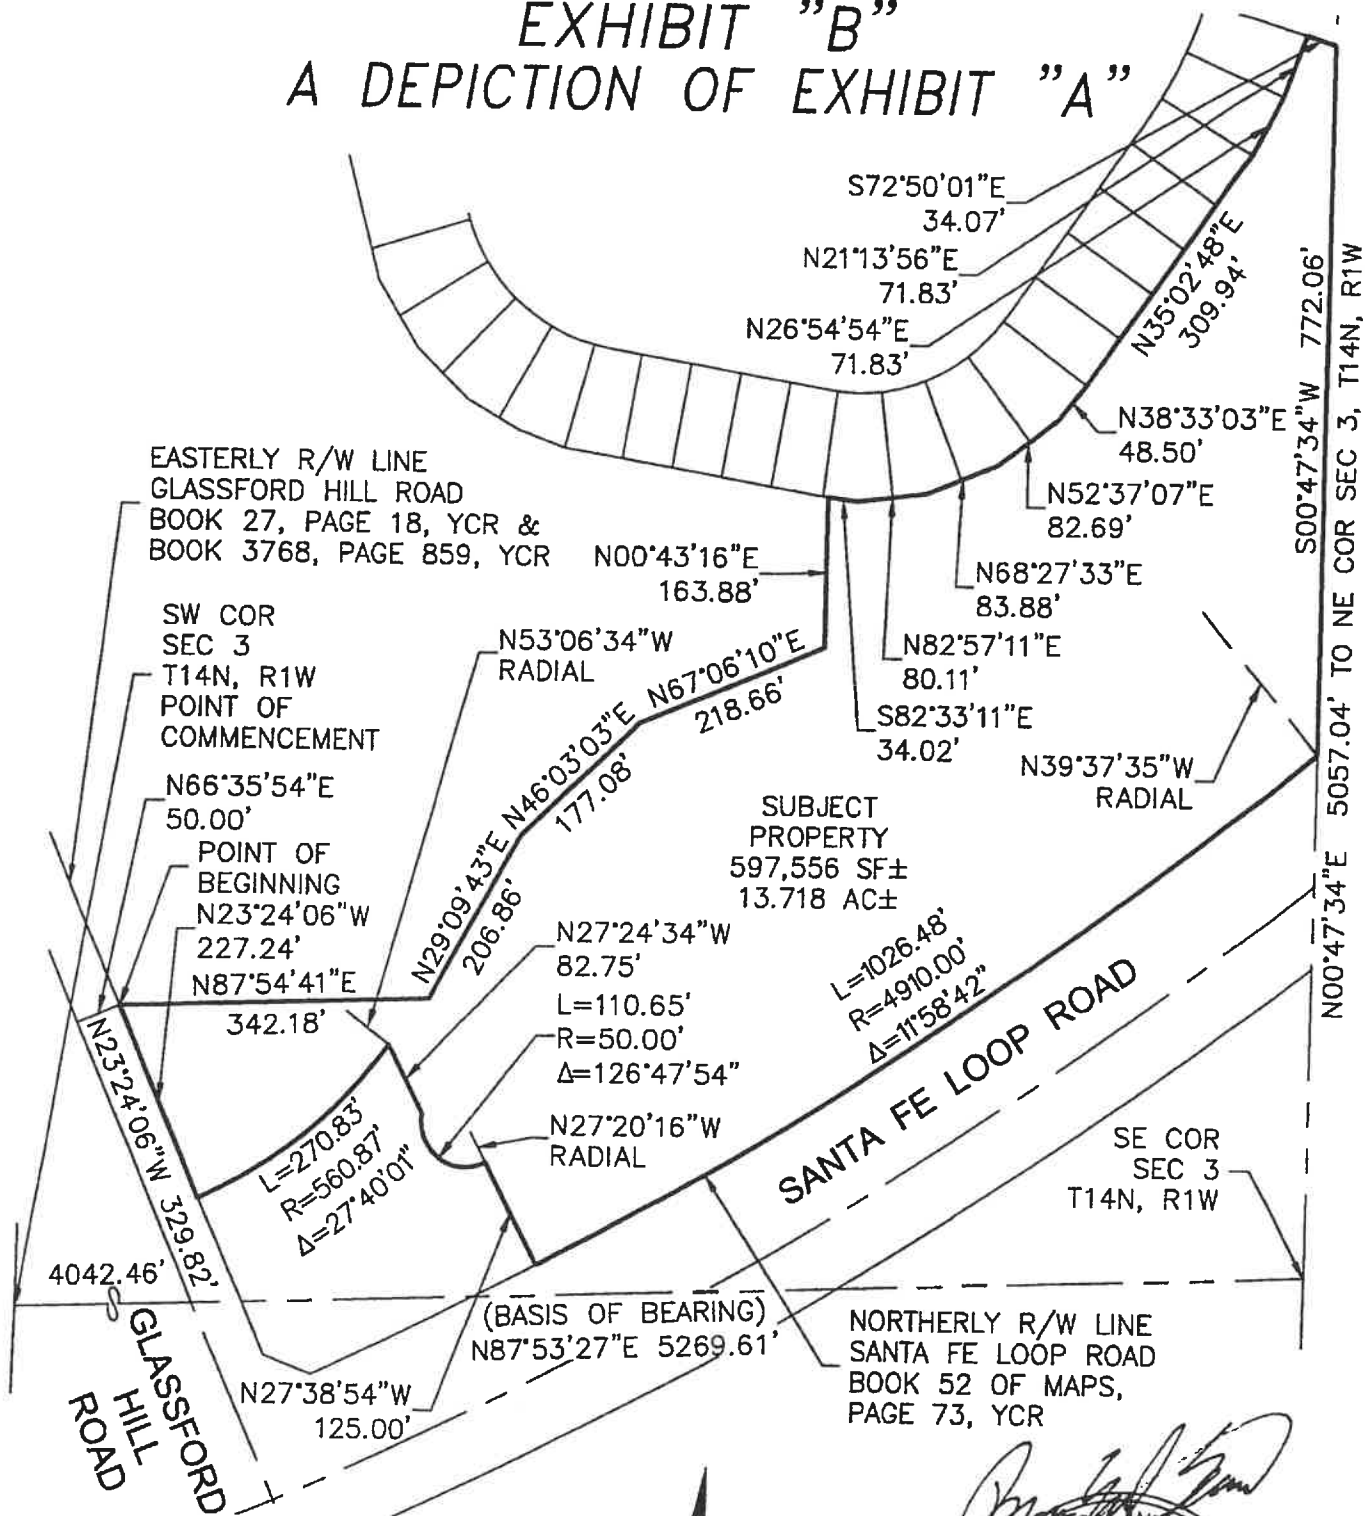 EXHIBIT "B"
A DEPICTION OF EXHIBIT "A"
S72°50'01"E
34.07'
N21°13'56"E
71.83'
N26°54'54"E
71.83'
N35°02'48"E
309.94'
S00°47'34"W 772.06'
N00°47'34"E 5057.04' TO NE COR SEC 3, T14N, R1W
N38°33'03"E
48.50'
N52°37'07"E
82.69'
N68°27'33"E
83.88'
N82°57'11"E
80.11'
S82°33'11"E
34.02'
EASTERLY R/W LINE
GLASSFORD HILL ROAD
BOOK 27, PAGE 18, YCR &
BOOK 3768, PAGE 859, YCR
N00°43'16"E
163.88'
SW COR
SEC 3
T14N, R1W
POINT OF
COMMENCEMENT
N53°06'34"W
RADIAL
N67°06'10"E
218.66'
N46°03'03"E
177.08'
N29°09'43"E
206.86'
N39°37'35"W
RADIAL
SUBJECT
PROPERTY
597,556 SF±
13.718 AC±
N66°35'54"E
50.00'
POINT OF
BEGINNING
N23°24'06"W
227.24'
N87°54'41"E
342.18'
N27°24'34"W
82.75'
L=110.65'
R=50.00'
Δ=126°47'54"
L=1026.48'
R=4910.00'
Δ=11°58'42"
SANTA FE LOOP ROAD
N27°20'16"W
RADIAL
L=270.83'
R=560.87'
Δ=27°40'01"
N23°24'06"W 329.82'
SE COR
SEC 3
T14N, R1W
4042.46'
(BASIS OF BEARING)
N87°53'27"E 5269.61'
NORTHERLY R/W LINE
SANTA FE LOOP ROAD
BOOK 52 OF MAPS,
PAGE 73, YCR
N27°38'54"W
125.00'
GLASSFORD
HILL
ROAD